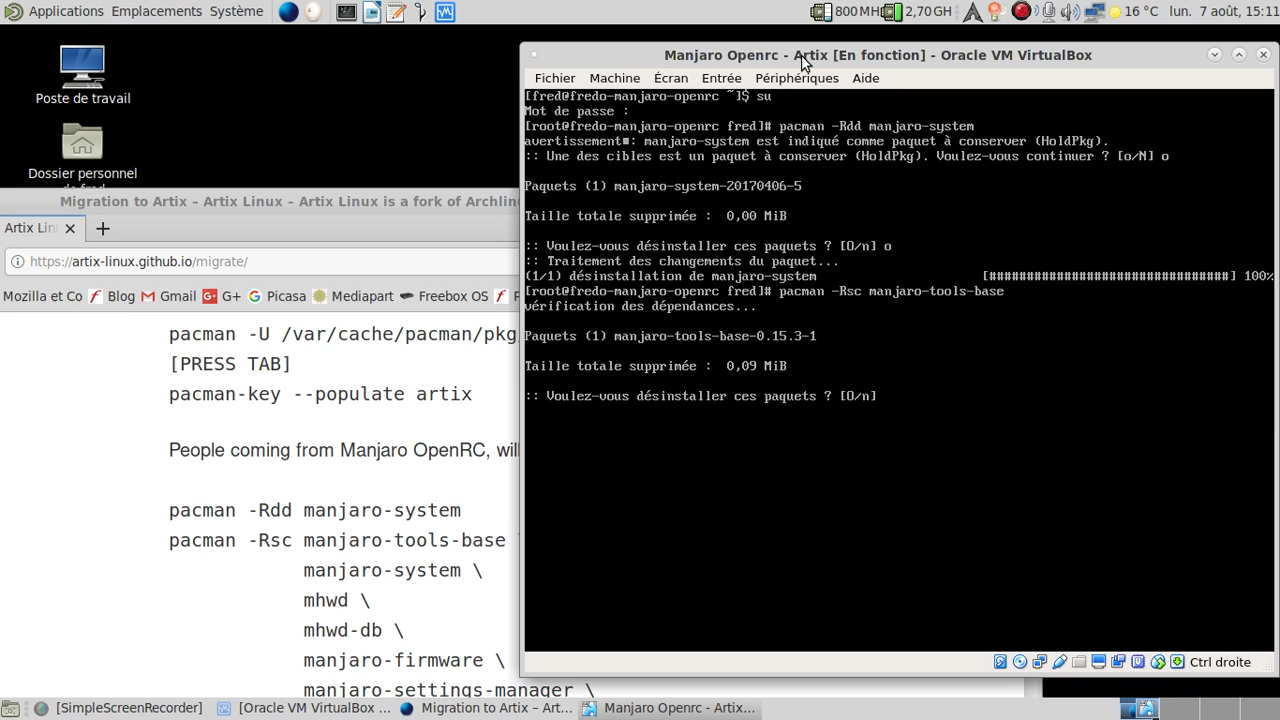 Applications Emplacements Système
800 MH 2,70 GH 16 °C lun. 7 août, 15:11
Poste de travail
Dossier personnel
de fred
Migration to Artix – Artix Linux – Artix Linux is a fork of Archlin
Artix Lin
https://artix-linux.github.io/migrate/
Mozilla et Co Blog Gmail G+ Picasa Mediapart Freebox OS
pacman -U /var/cache/pacman/pkg
[PRESS TAB]
pacman-key --populate artix
People coming from Manjaro OpenRC, will
pacman -Rdd manjaro-system
pacman -Rsc manjaro-tools-base \
manjaro-system \
mhwd \
mhwd-db \
manjaro-firmware \
manjaro-settings-manager \
Manjaro Openrc - Artix [En fonction] - Oracle VM VirtualBox
Fichier Machine Écran Entrée Périphériques Aide
[fred@fredo-manjaro-openrc ~]$ su
Mot de passe :
[root@fredo-manjaro-openrc fred]# pacman -Rdd manjaro-system
avertissement■: manjaro-system est indiqué comme paquet à conserver (HoldPkg).
:: Une des cibles est un paquet à conserver (HoldPkg). Voulez-vous continuer ? [o/N] o
Paquets (1) manjaro-system-20170406-5
Taille totale supprimée : 0,00 MiB
:: Voulez-vous désinstaller ces paquets ? [O/n] o
:: Traitement des changements du paquet...
(1/1) désinstallation de manjaro-system [################################] 100%
[root@fredo-manjaro-openrc fred]# pacman -Rsc manjaro-tools-base
vérification des dépendances...
Paquets (1) manjaro-tools-base-0.15.3-1
Taille totale supprimée : 0,09 MiB
:: Voulez-vous désinstaller ces paquets ? [O/n]
Ctrl droite
[SimpleScreenRecorder] [Oracle VM VirtualBox ... Migration to Artix – Art... Manjaro Openrc - Artix...